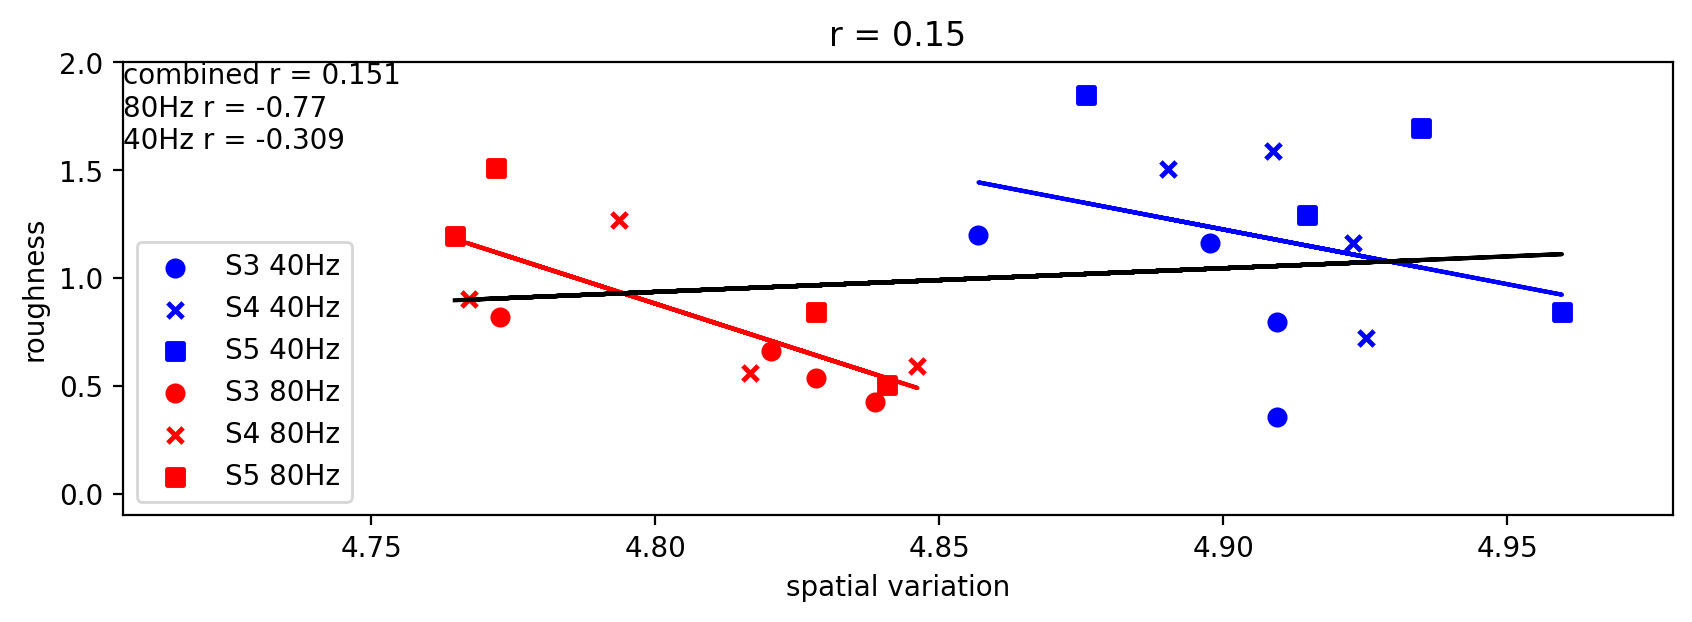 r = 0.15
combined r = 0.151
80Hz r = -0.77
40Hz r = -0.309
2.0
1.5
1.0
0.5
0.0
roughness
S3 40Hz
S4 40Hz
S5 40Hz
S3 80Hz
S4 80Hz
S5 80Hz
4.75 4.80 4.85 4.90 4.95
spatial variation